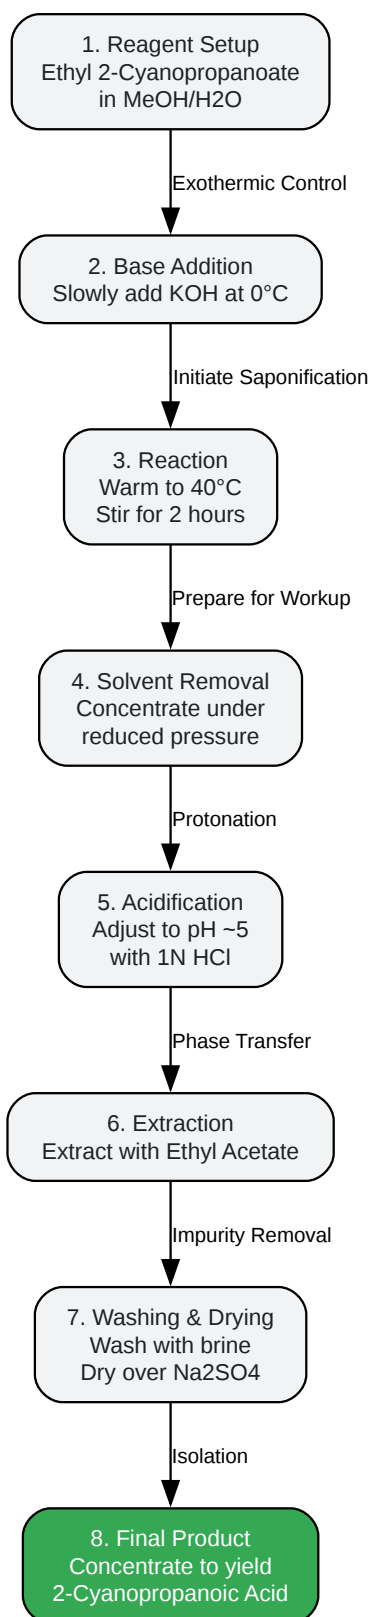 1. Reagent Setup
Ethyl 2-Cyanopropanoate
in MeOH/H2O
Exothermic Control
2. Base Addition
Slowly add KOH at 0°C
Initiate Saponification
3. Reaction
Warm to 40°C
Stir for 2 hours
Prepare for Workup
4. Solvent Removal
Concentrate under
reduced pressure
Protonation
5. Acidification
Adjust to pH ~5
with 1N HCl
Phase Transfer
6. Extraction
Extract with Ethyl Acetate
Impurity Removal
7. Washing & Drying
Wash with brine
Dry over Na2SO4
Isolation
8. Final Product
Concentrate to yield
2-Cyanopropanoic Acid